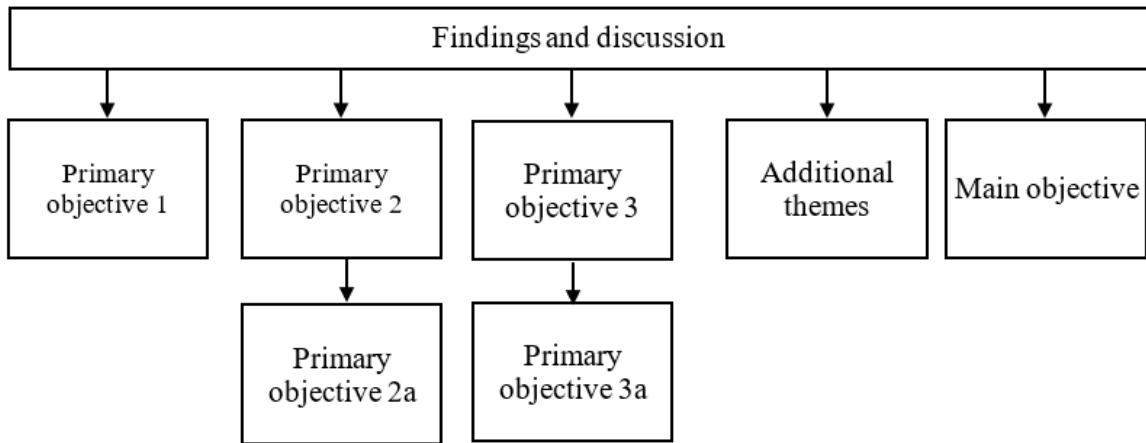 Findings and discussion
Primary
objective 1
Primary
objective 2
Primary
objective 3
Additional
themes
Main objective
Primary
objective 2a
Primary
objective 3a